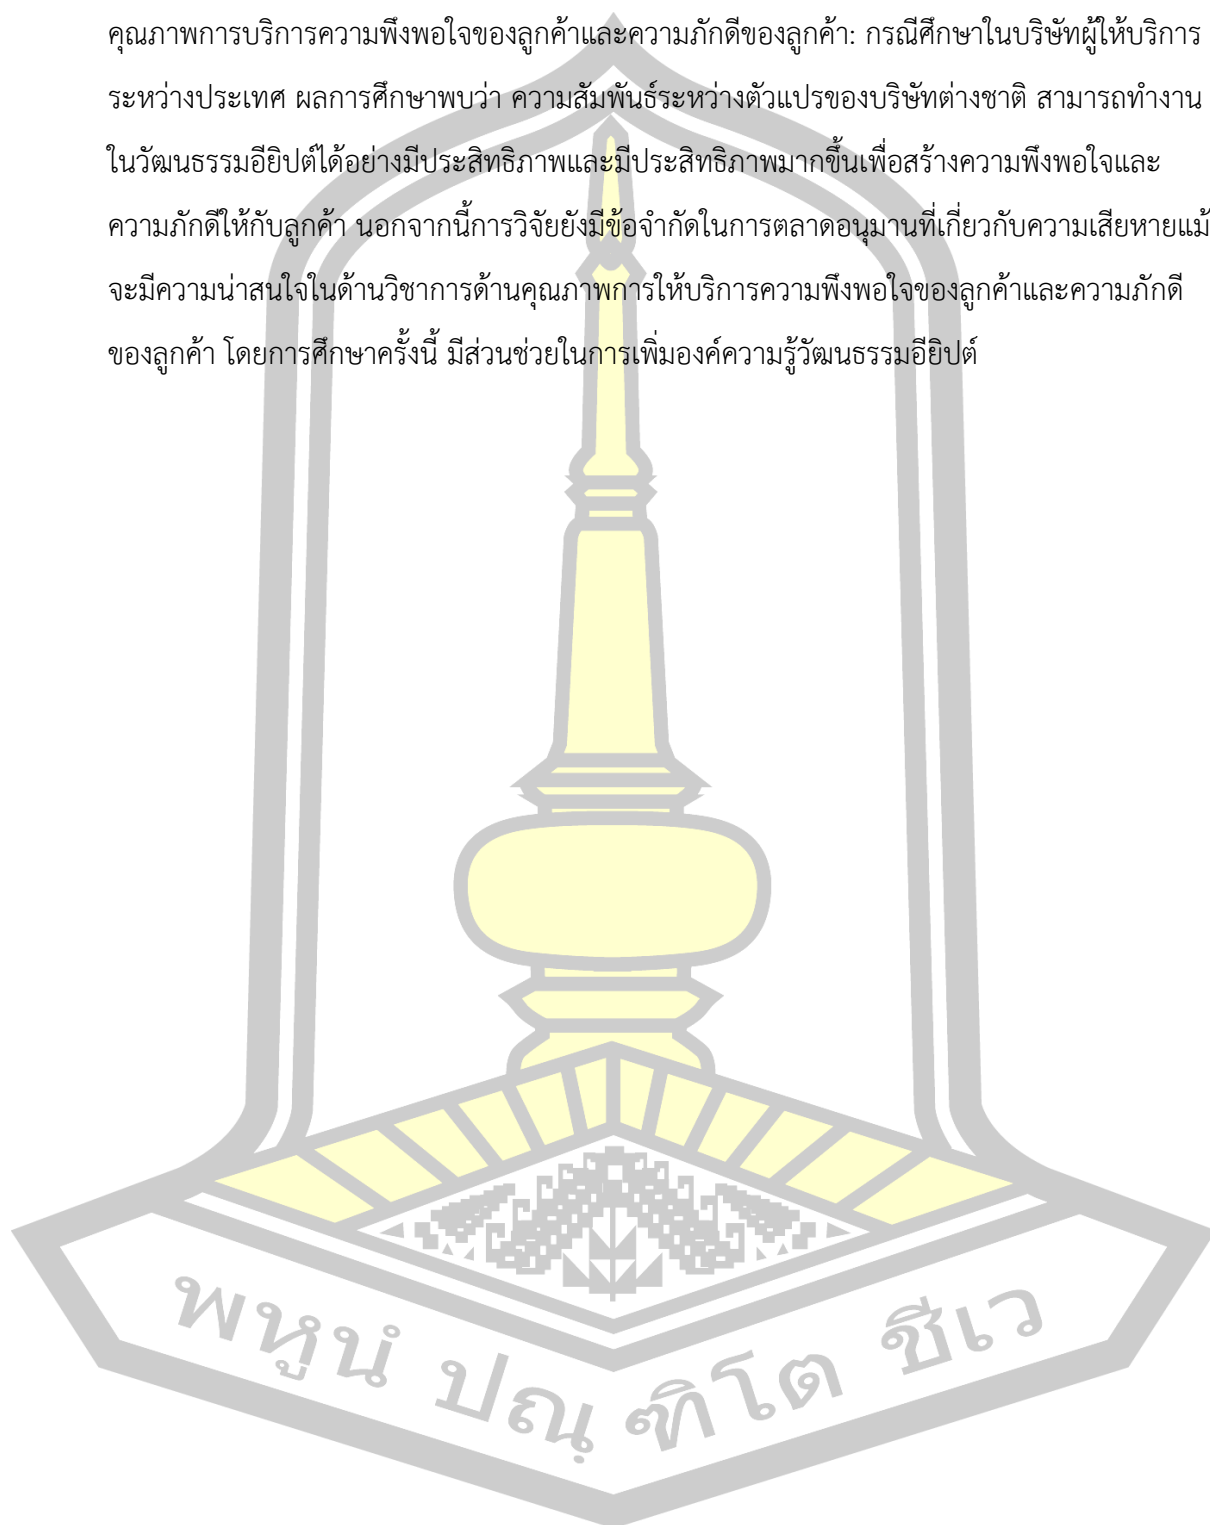 คุณภาพการบริการความพึงพอใจของลูกค้าและความภักดีของลูกค้า: กรณีศึกษาในบริษัทผู้ให้บริการ
ระหว่างประเทศ ผลการศึกษาพบว่า ความสัมพันธ์ระหว่างตัวแปรของบริษัทต่างชาติ สามารถทำงาน
ในวัฒนธรรมอียิปต์ได้อย่างมีประสิทธิภาพและมีประสิทธิภาพมากขึ้นเพื่อสร้างความพึงพอใจและ
ความภักดีให้กับลูกค้า นอกจากนี้การวิจัยยังมีข้อจำกัดในการตลาดอนุมานที่เกี่ยวกับความเสียหายแม้
จะมีความน่าสนใจในด้านวิชาการด้านคุณภาพการให้บริการความพึงพอใจของลูกค้าและความภักดี
ของลูกค้า โดยการศึกษาครั้งนี้ มีส่วนช่วยในการเพิ่มองค์ความรู้วัฒนธรรมอียิปต์
พหูนํ ปณฺฑิโต ชีเว